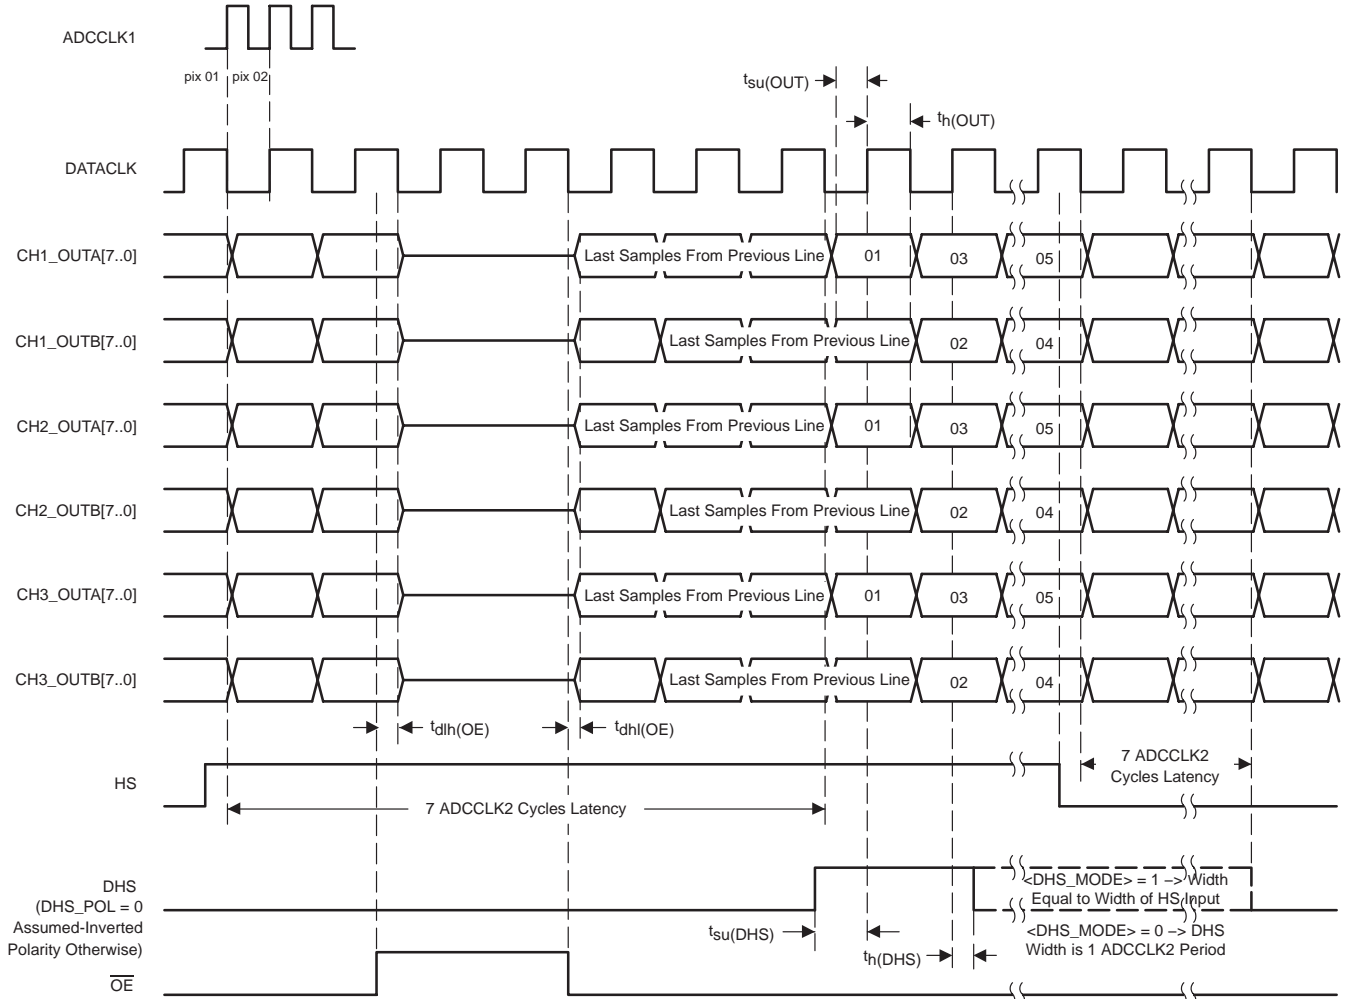 ADCCLK1
pix 01 pix 02
tsu(OUT)
th(OUT)
DATACLK
CH1_OUTA[7..0]
Last Samples From Previous Line 01 03 05
CH1_OUTB[7..0]
Last Samples From Previous Line 02 04
CH2_OUTA[7..0]
Last Samples From Previous Line 01 03 05
CH2_OUTB[7..0]
Last Samples From Previous Line 02 04
CH3_OUTA[7..0]
Last Samples From Previous Line 01 03 05
CH3_OUTB[7..0]
Last Samples From Previous Line 02 04
tdlh(OE) tdhl(OE)
HS
7 ADCCLK2 Cycles Latency
7 ADCCLK2
Cycles Latency
DHS
(DHS_POL = 0
Assumed-Inverted
Polarity Otherwise)
<DHS_MODE> = 1 –> Width
Equal to Width of HS Input
<DHS_MODE> = 0 –> DHS
Width is 1 ADCCLK2 Period
tsu(DHS)
th(DHS)
OE